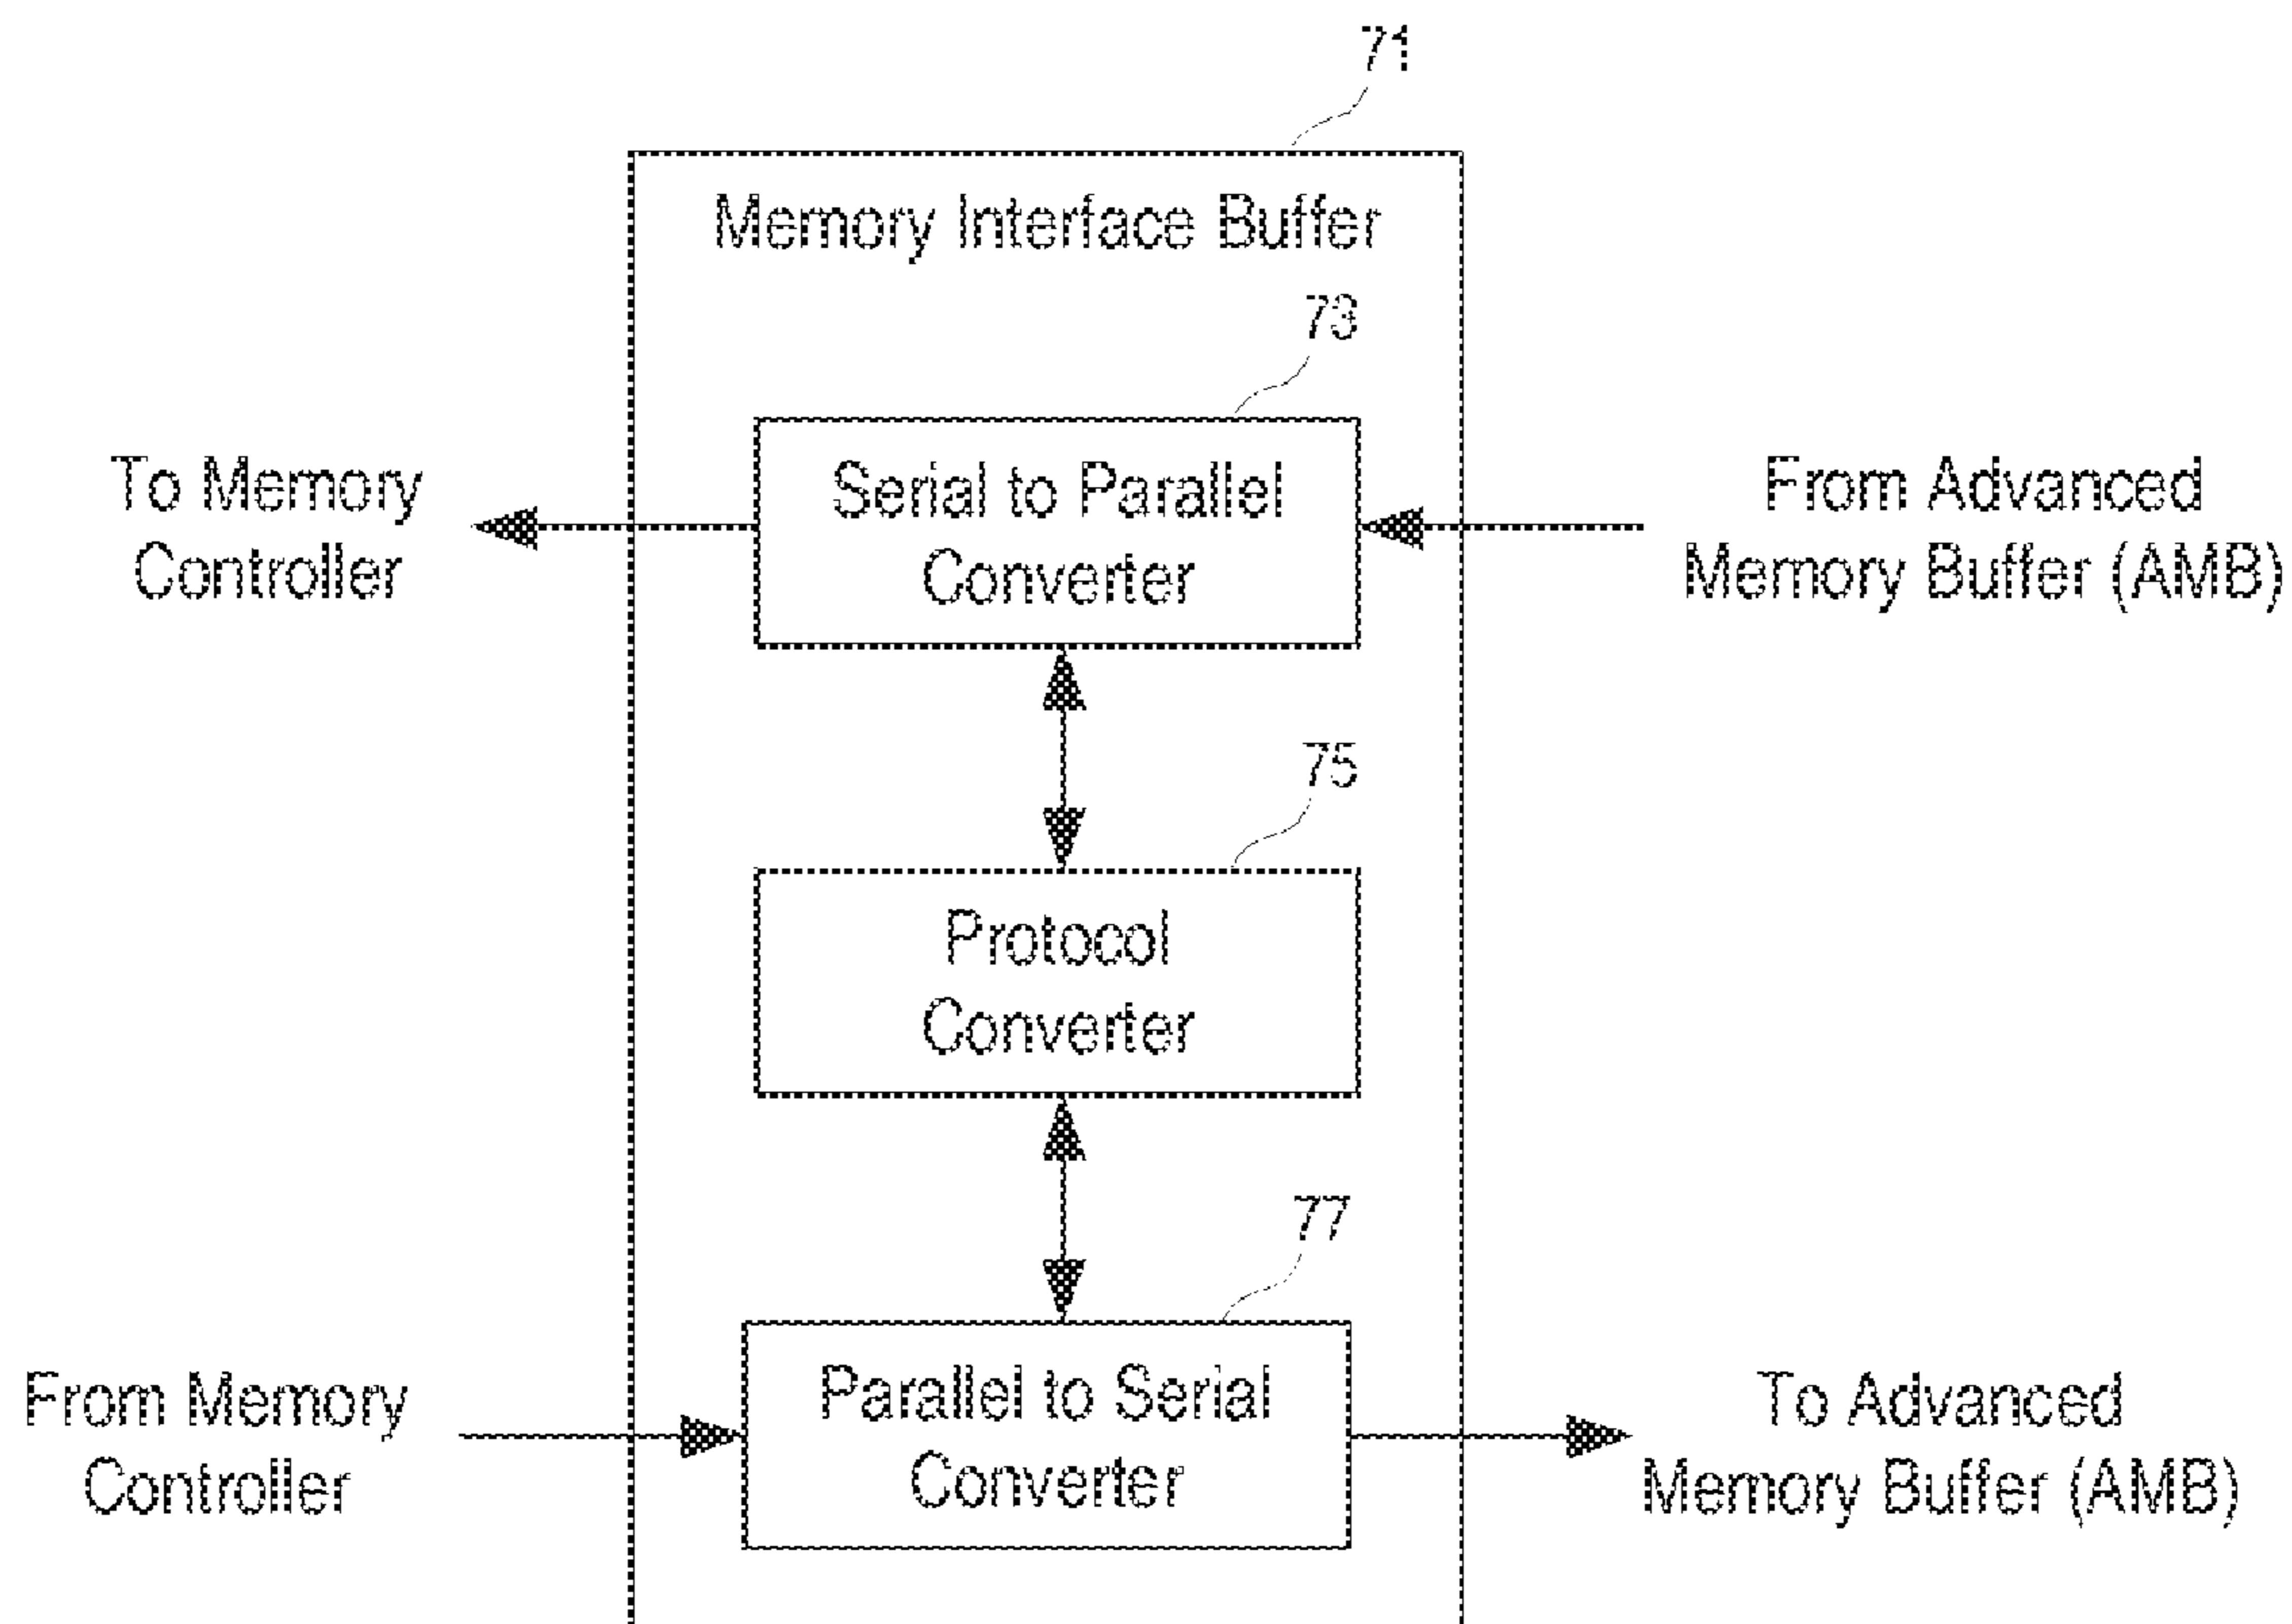 71
Memory Interface Buffer
73
To Memory
Controller
Serial to Parallel
Converter
From Advanced
Memory Buffer (AMB)
75
Protocol
Converter
77
From Memory
Controller
Parallel to Serial
Converter
To Advanced
Memory Buffer (AMB)